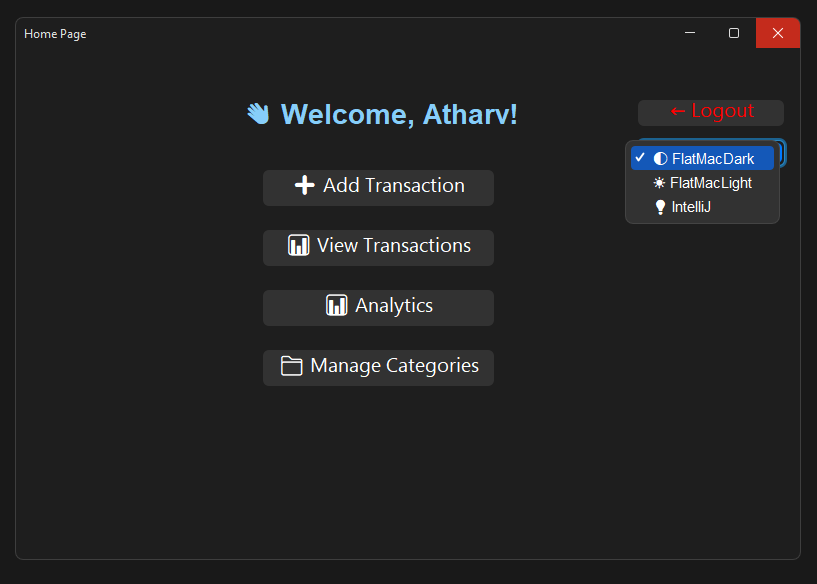 Home Page
👋 Welcome, Atharv!
← Logout
✓ FlatMacDark
☀ FlatMacLight
💡 IntelliJ
➕ Add Transaction
📊 View Transactions
📊 Analytics
📁 Manage Categories